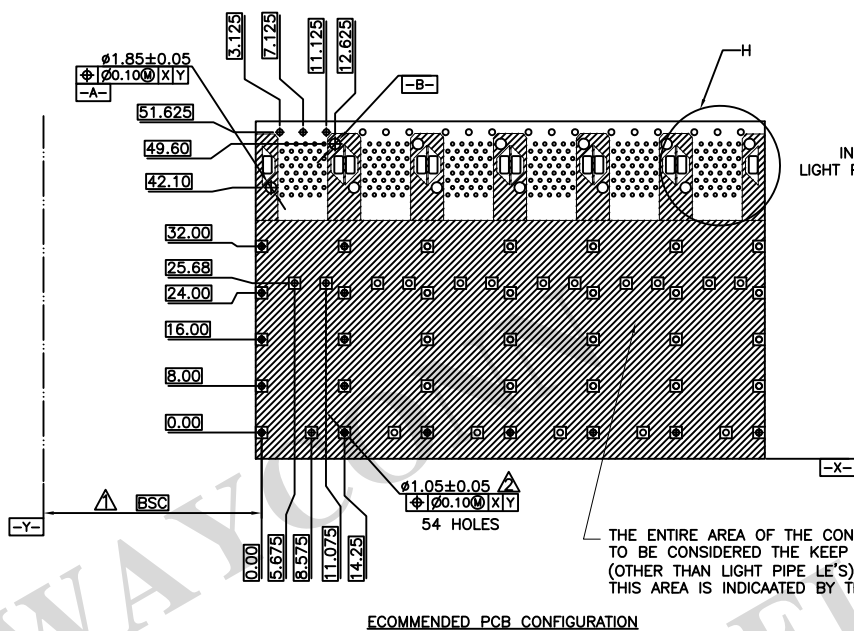 3.125
7.125
11.125
12.625
H
ø1.85±0.05
⌖ Ø0.10Ⓜ X Y
-A-
-B-
51.625
49.60
42.10
IN
LIGHT
32.00
25.68
24.00
16.00
8.00
0.00
-X-
ø1.05±0.05 2
⌖ Ø0.10Ⓜ X Y
54 HOLES
1 BSC
-Y-
0.00
5.675
8.575
11.075
14.25
THE ENTIRE AREA OF THE CON
TO BE CONSIDERED THE KEEP
(OTHER THAN LIGHT PIPE LE'S)
THIS AREA IS INDICAATED BY
ECOMMENDED PCB CONFIGURATION
WAYCO